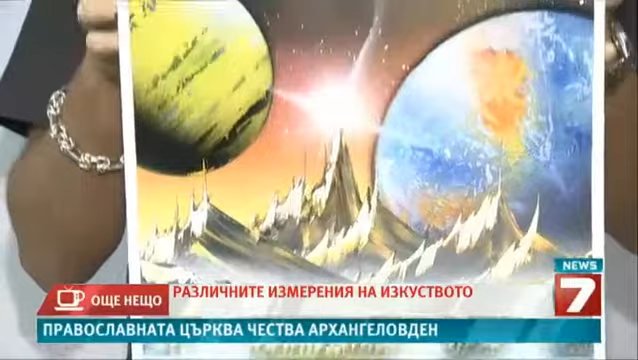 NEWS
7
ОЩЕ НЕЩО
РАЗЛИЧНИТЕ ИЗМЕРЕНИЯ НА ИЗКУСТВОТО
ПРАВОСЛАВНАТА ЦЪРКВА ЧЕСТВА АРХАНГЕЛОВДЕН